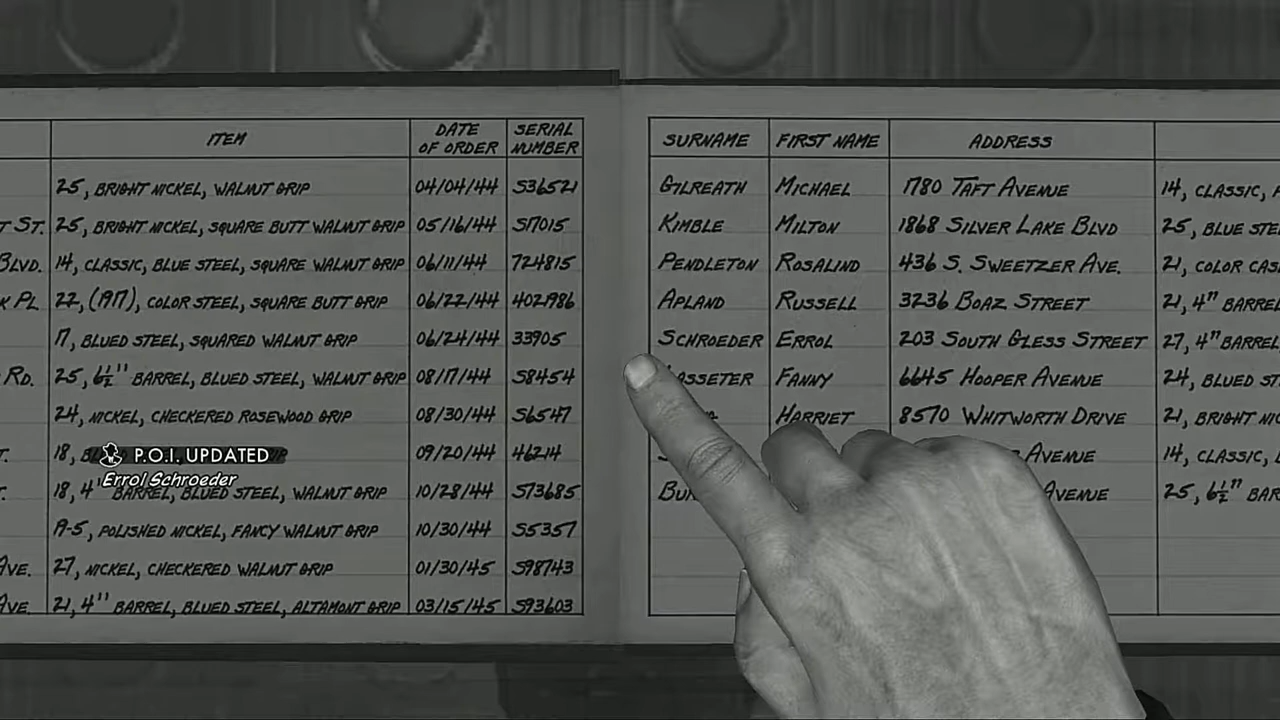 ITEM DATE OF ORDER SERIAL NUMBER
25, BRIGHT NICKEL, WALNUT GRIP 04/04/44 S36521
T ST. 25, BRIGHT NICKEL, SQUARE BUTT WALNUT GRIP 05/16/44 S17015
BLVD. 14, CLASSIC, BLUE STEEL, SQUARE WALNUT GRIP 06/11/44 724815
K PL 22, (1917), COLOR STEEL, SQUARE BUTT GRIP 06/22/44 402986
17, BLUED STEEL, SQUARED WALNUT GRIP 06/24/44 33905
RD. 25, 6½" BARREL, BLUED STEEL, WALNUT GRIP 08/17/44 S8454
24, NICKEL, CHECKERED ROSEWOOD GRIP 08/30/44 S6547
T. 18, 09/20/44 46214
P.O.I. UPDATED
Errol Schroeder
T. 18, 4" BARREL, BLUED STEEL, WALNUT GRIP 10/28/44 S73685
A-5, POLISHED NICKEL, FANCY WALNUT GRIP 10/30/44 S5357
AVE. 27, NICKEL, CHECKERED WALNUT GRIP 01/30/45 S98743
AVE. 21, 4" BARREL, BLUED STEEL, ALTAMONT GRIP 03/15/45 S93603
SURNAME FIRST NAME ADDRESS
GILREATH MICHAEL 1780 TAFT AVENUE 14, CLASSIC,
KIMBLE MILTON 1868 SILVER LAKE BLVD 25, BLUE STEE
PENDLETON ROSALIND 436 S. SWEETZER AVE. 21, COLOR CAS
APLAND RUSSELL 3236 BOAZ STREET 21, 4" BARREL
SCHROEDER ERROL 203 SOUTH GLESS STREET 27, 4" BARREL
ASSETER FANNY 6645 HOOPER AVENUE 24, BLUED ST
HARRIET 8570 WHITWORTH DRIVE 21, BRIGHT NIC
AVENUE 14, CLASSIC,
BU AVENUE 25, 6½" BAR